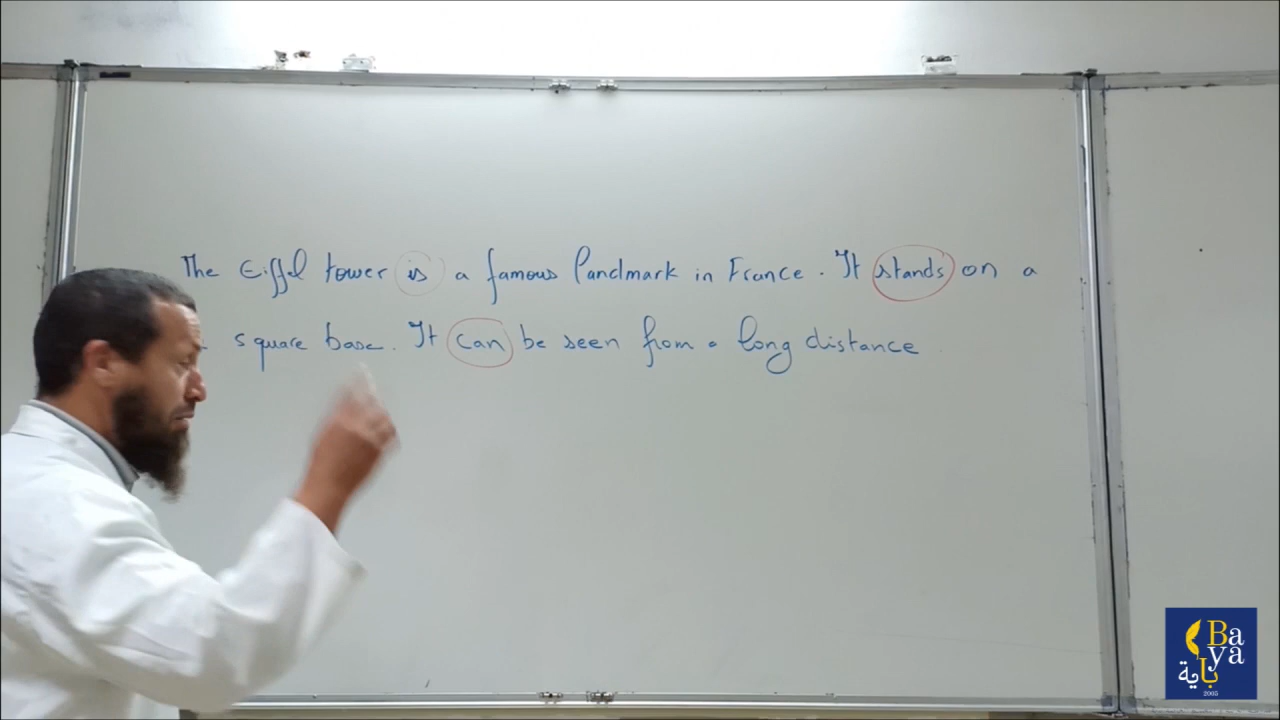 The Eiffel tower is a famous landmark in France. It stands on a
square base. It can be seen from a long distance
Ba
ya
باية
2005